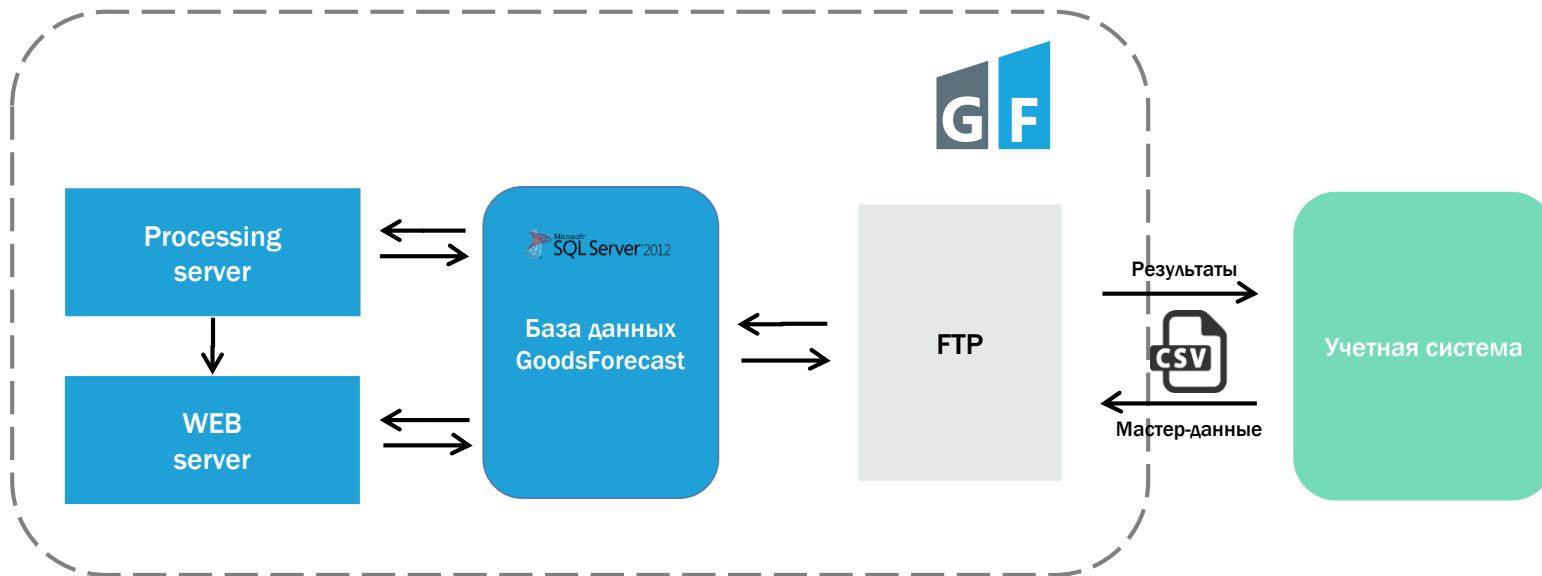 GF
Processing
server
Microsoft®
SQL Server®2012
База данных
GoodsForecast
WEB
server
FTP
Результаты
CSV
Мастер-данные
Учетная система